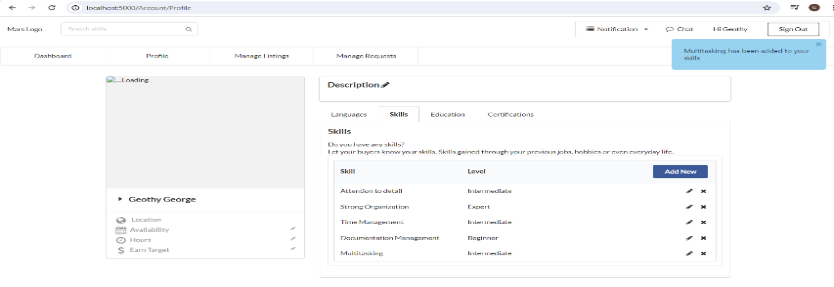 localhost:5000/Account/Profile
Mars Logo
Search skills
Notification
Chat
Hi Geothy
Sign Out
Dashboard
Profile
Manage Listings
Manage Requests
Multitasking has been added to your
skills
...Loading
Description
Languages
Skills
Education
Certifications
Skills
Do you have any skills?
Let your buyers know your skills. Skills gained through your previous jobs, hobbies or even everyday life.
Skill Level Add New
Attention to detail Intermediate
Strong Organization Expert
Time Management Intermediate
Documentation Management Beginner
Multitasking Intermediate
Geothy George
Location
Availability
Hours
Earn Target